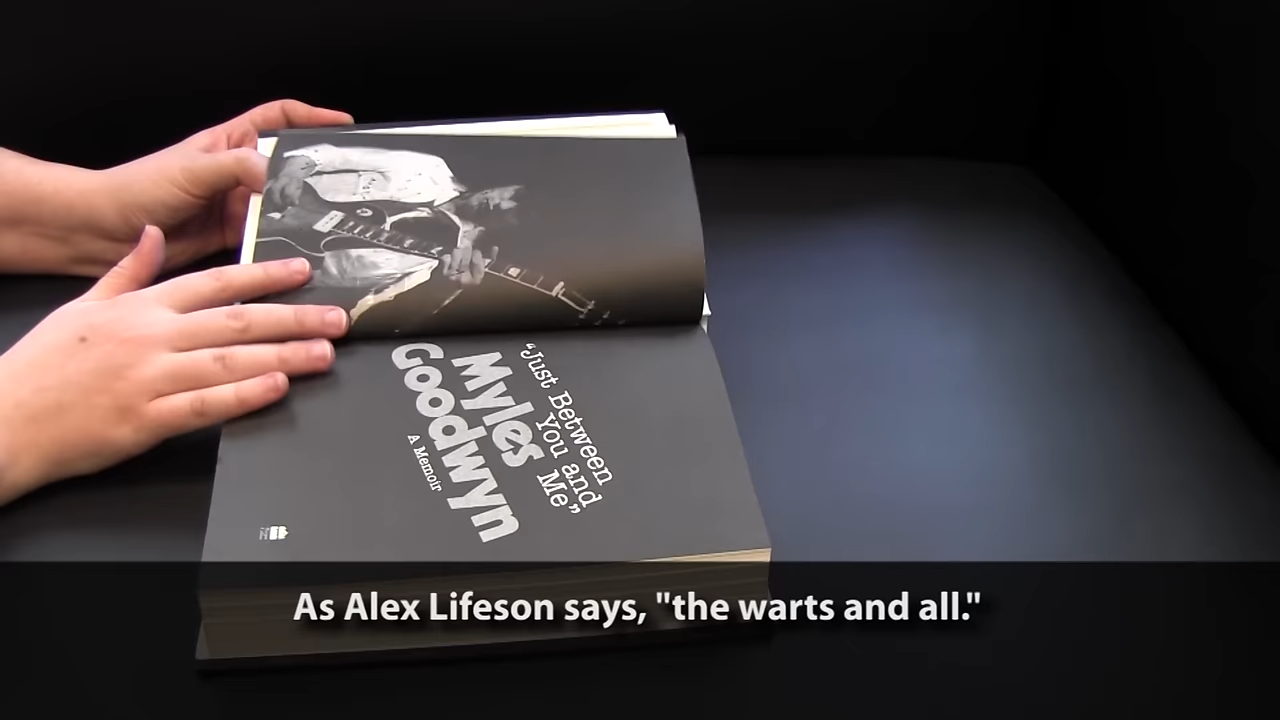 "Just Between
You and
Me"
Myles
Goodwyn
A Memoir
As Alex Lifeson says, "the warts and all."